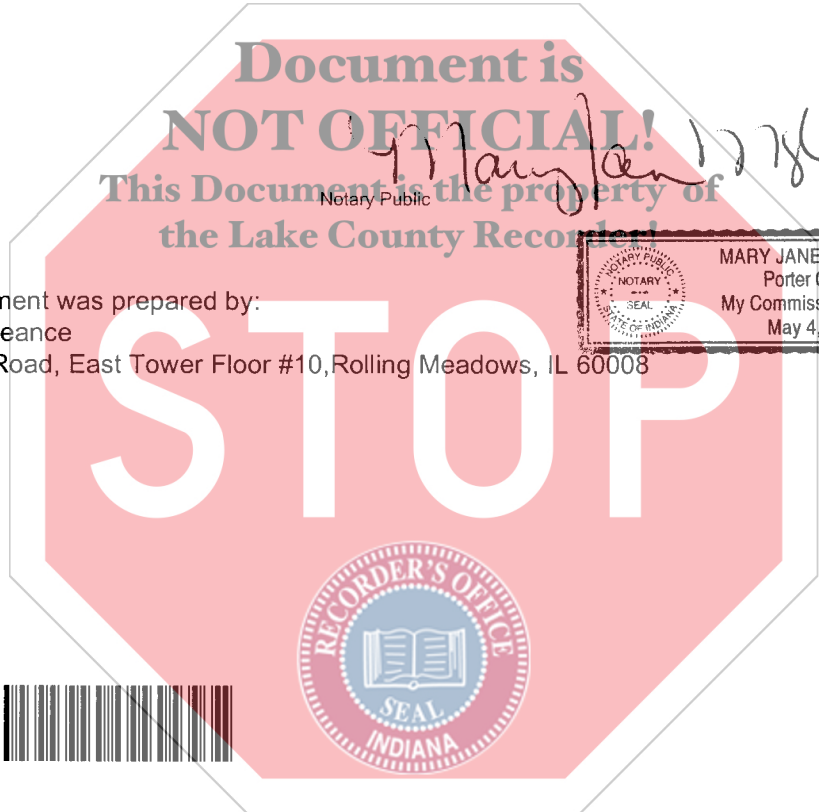 Document is
NOT OFFICIAL!
This Document is the property of
the Lake County Recorder!
Mary Jan
Notary Public
NOTARY PUBLIC
NOTARY
SEAL
STATE OF INDIANA
MARY JANE
Porter
My Commiss
May 4,
ment was prepared by:
eance
Road, East Tower Floor #10,Rolling Meadows, IL 60008
STOP
RECORDER'S OFFICE
SEAL
INDIANA